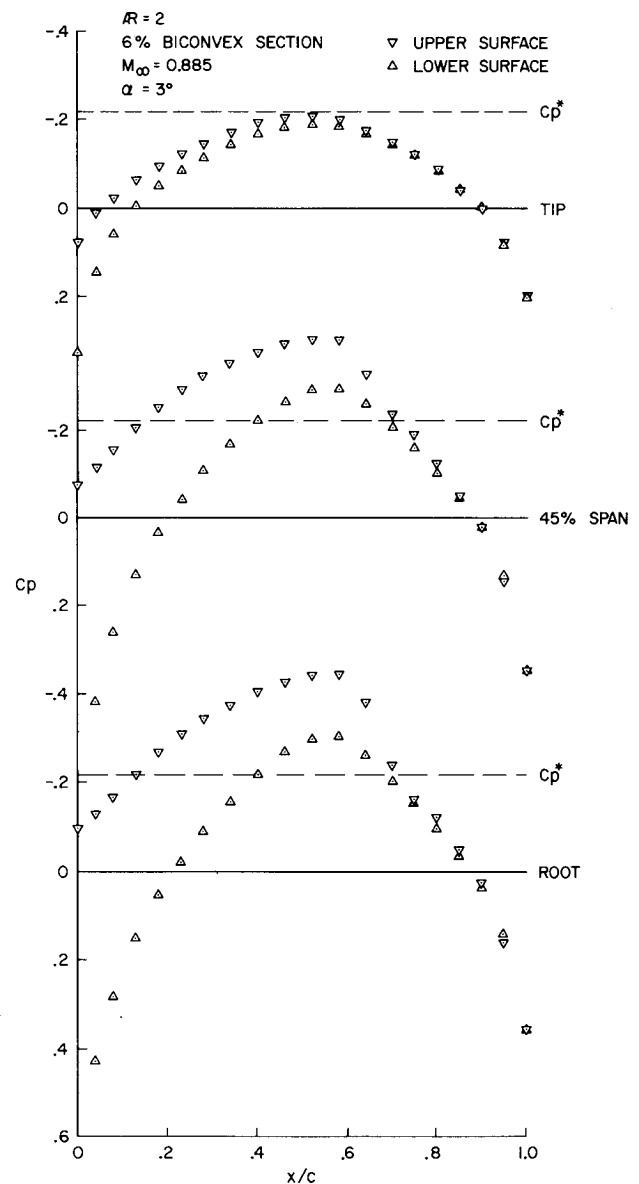 ꜶR = 2
6% BICONVEX SECTION
M∞ = 0.885
α = 3°
▽ UPPER SURFACE
△ LOWER SURFACE
-.4
-.2
Cp*
0
TIP
.2
-.2
Cp*
0
45% SPAN
Cp
.2
-.4
-.2
Cp*
0
ROOT
.2
.4
.6
0 .2 .4 .6 .8 1.0
x/c